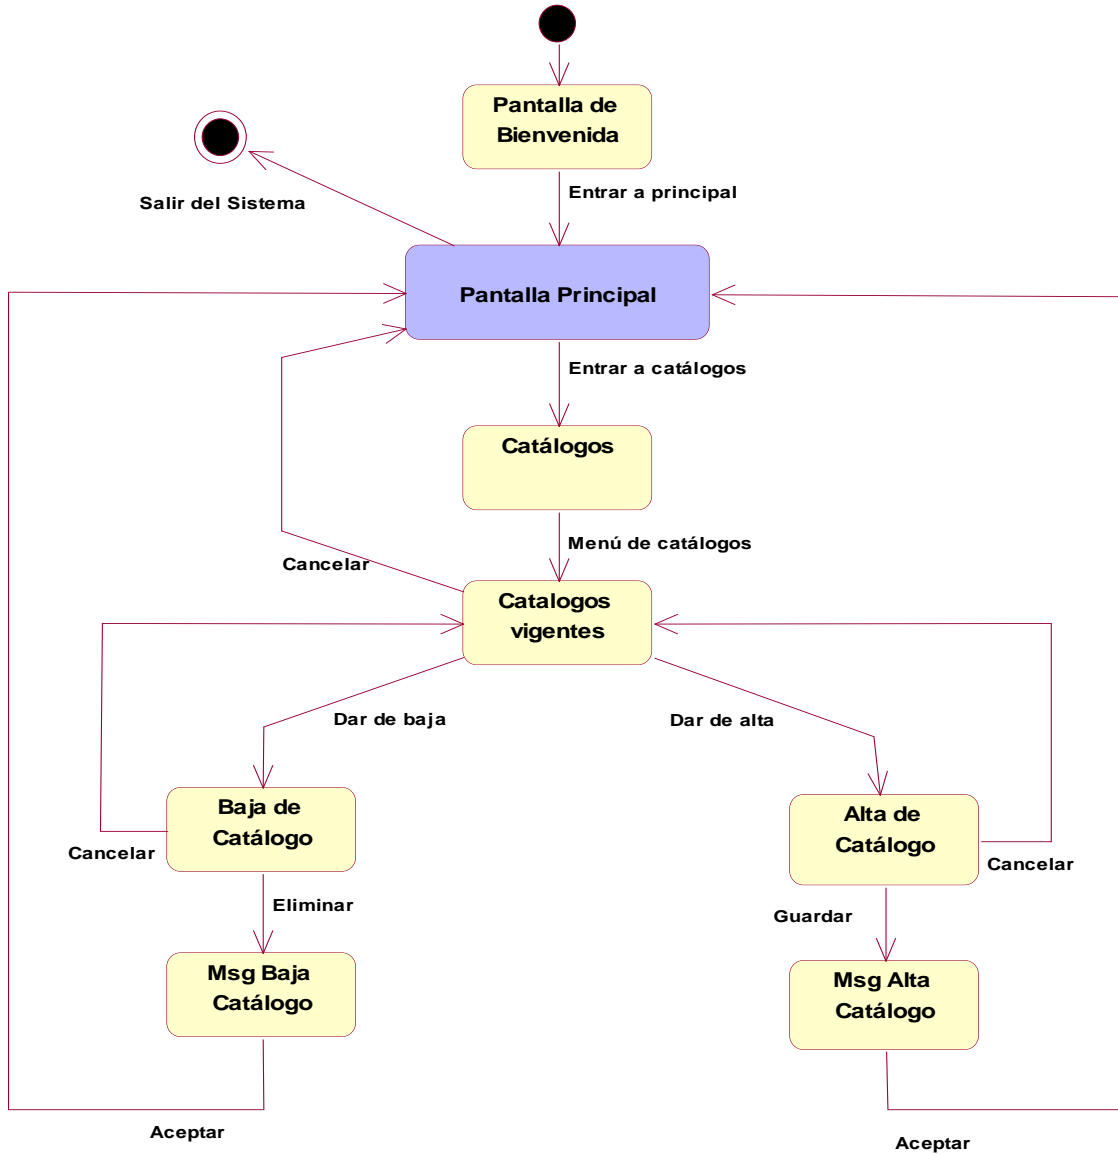 Pantalla de
Bienvenida
Entrar a principal
Salir del Sistema
Pantalla Principal
Entrar a catálogos
Catálogos
Menú de catálogos
Cancelar
Catalogos
vigentes
Dar de baja
Dar de alta
Baja de
Catálogo
Alta de
Catálogo
Cancelar
Cancelar
Eliminar
Guardar
Msg Baja
Catálogo
Msg Alta
Catálogo
Aceptar
Aceptar